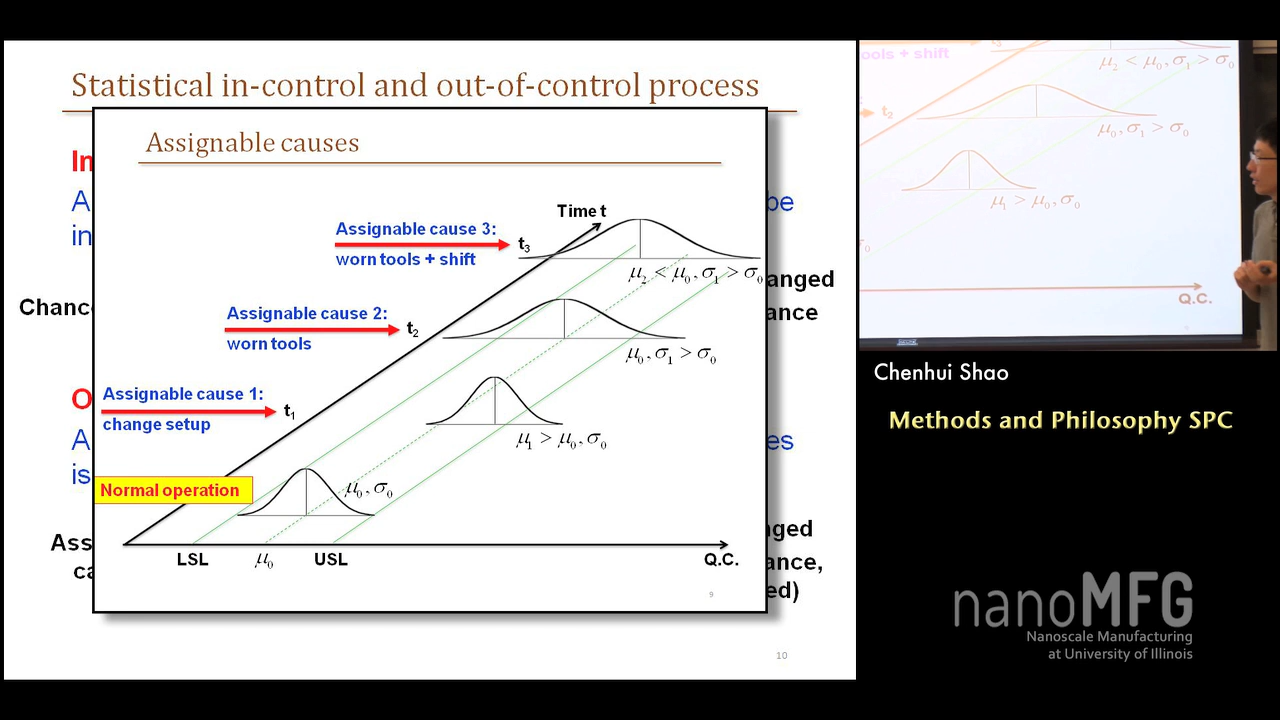 Statistical in-control and out-of-control process
Assignable causes
Time t
Assignable cause 3:
worn tools + shift
t3
μ2 < μ0, σ1 > σ0
Assignable cause 2:
worn tools
t2
μ0, σ1 > σ0
Assignable cause 1:
change setup
t1
μ1 > μ0, σ0
Normal operation
μ0, σ0
LSL
μ0
USL
Q.C.
9
In
A
in
be
Chanc
anged
ance
O
A
is
es
Ass
ca
nged
ance,
ed)
10
ools + shift
t3
μ2 < μ0, σ1 > σ0
t2
μ0, σ1 > σ0
μ1 > μ0, σ0
Q.C.
Chenhui Shao
Methods and Philosophy SPC
nanoMFG
Nanoscale Manufacturing
at University of Illinois